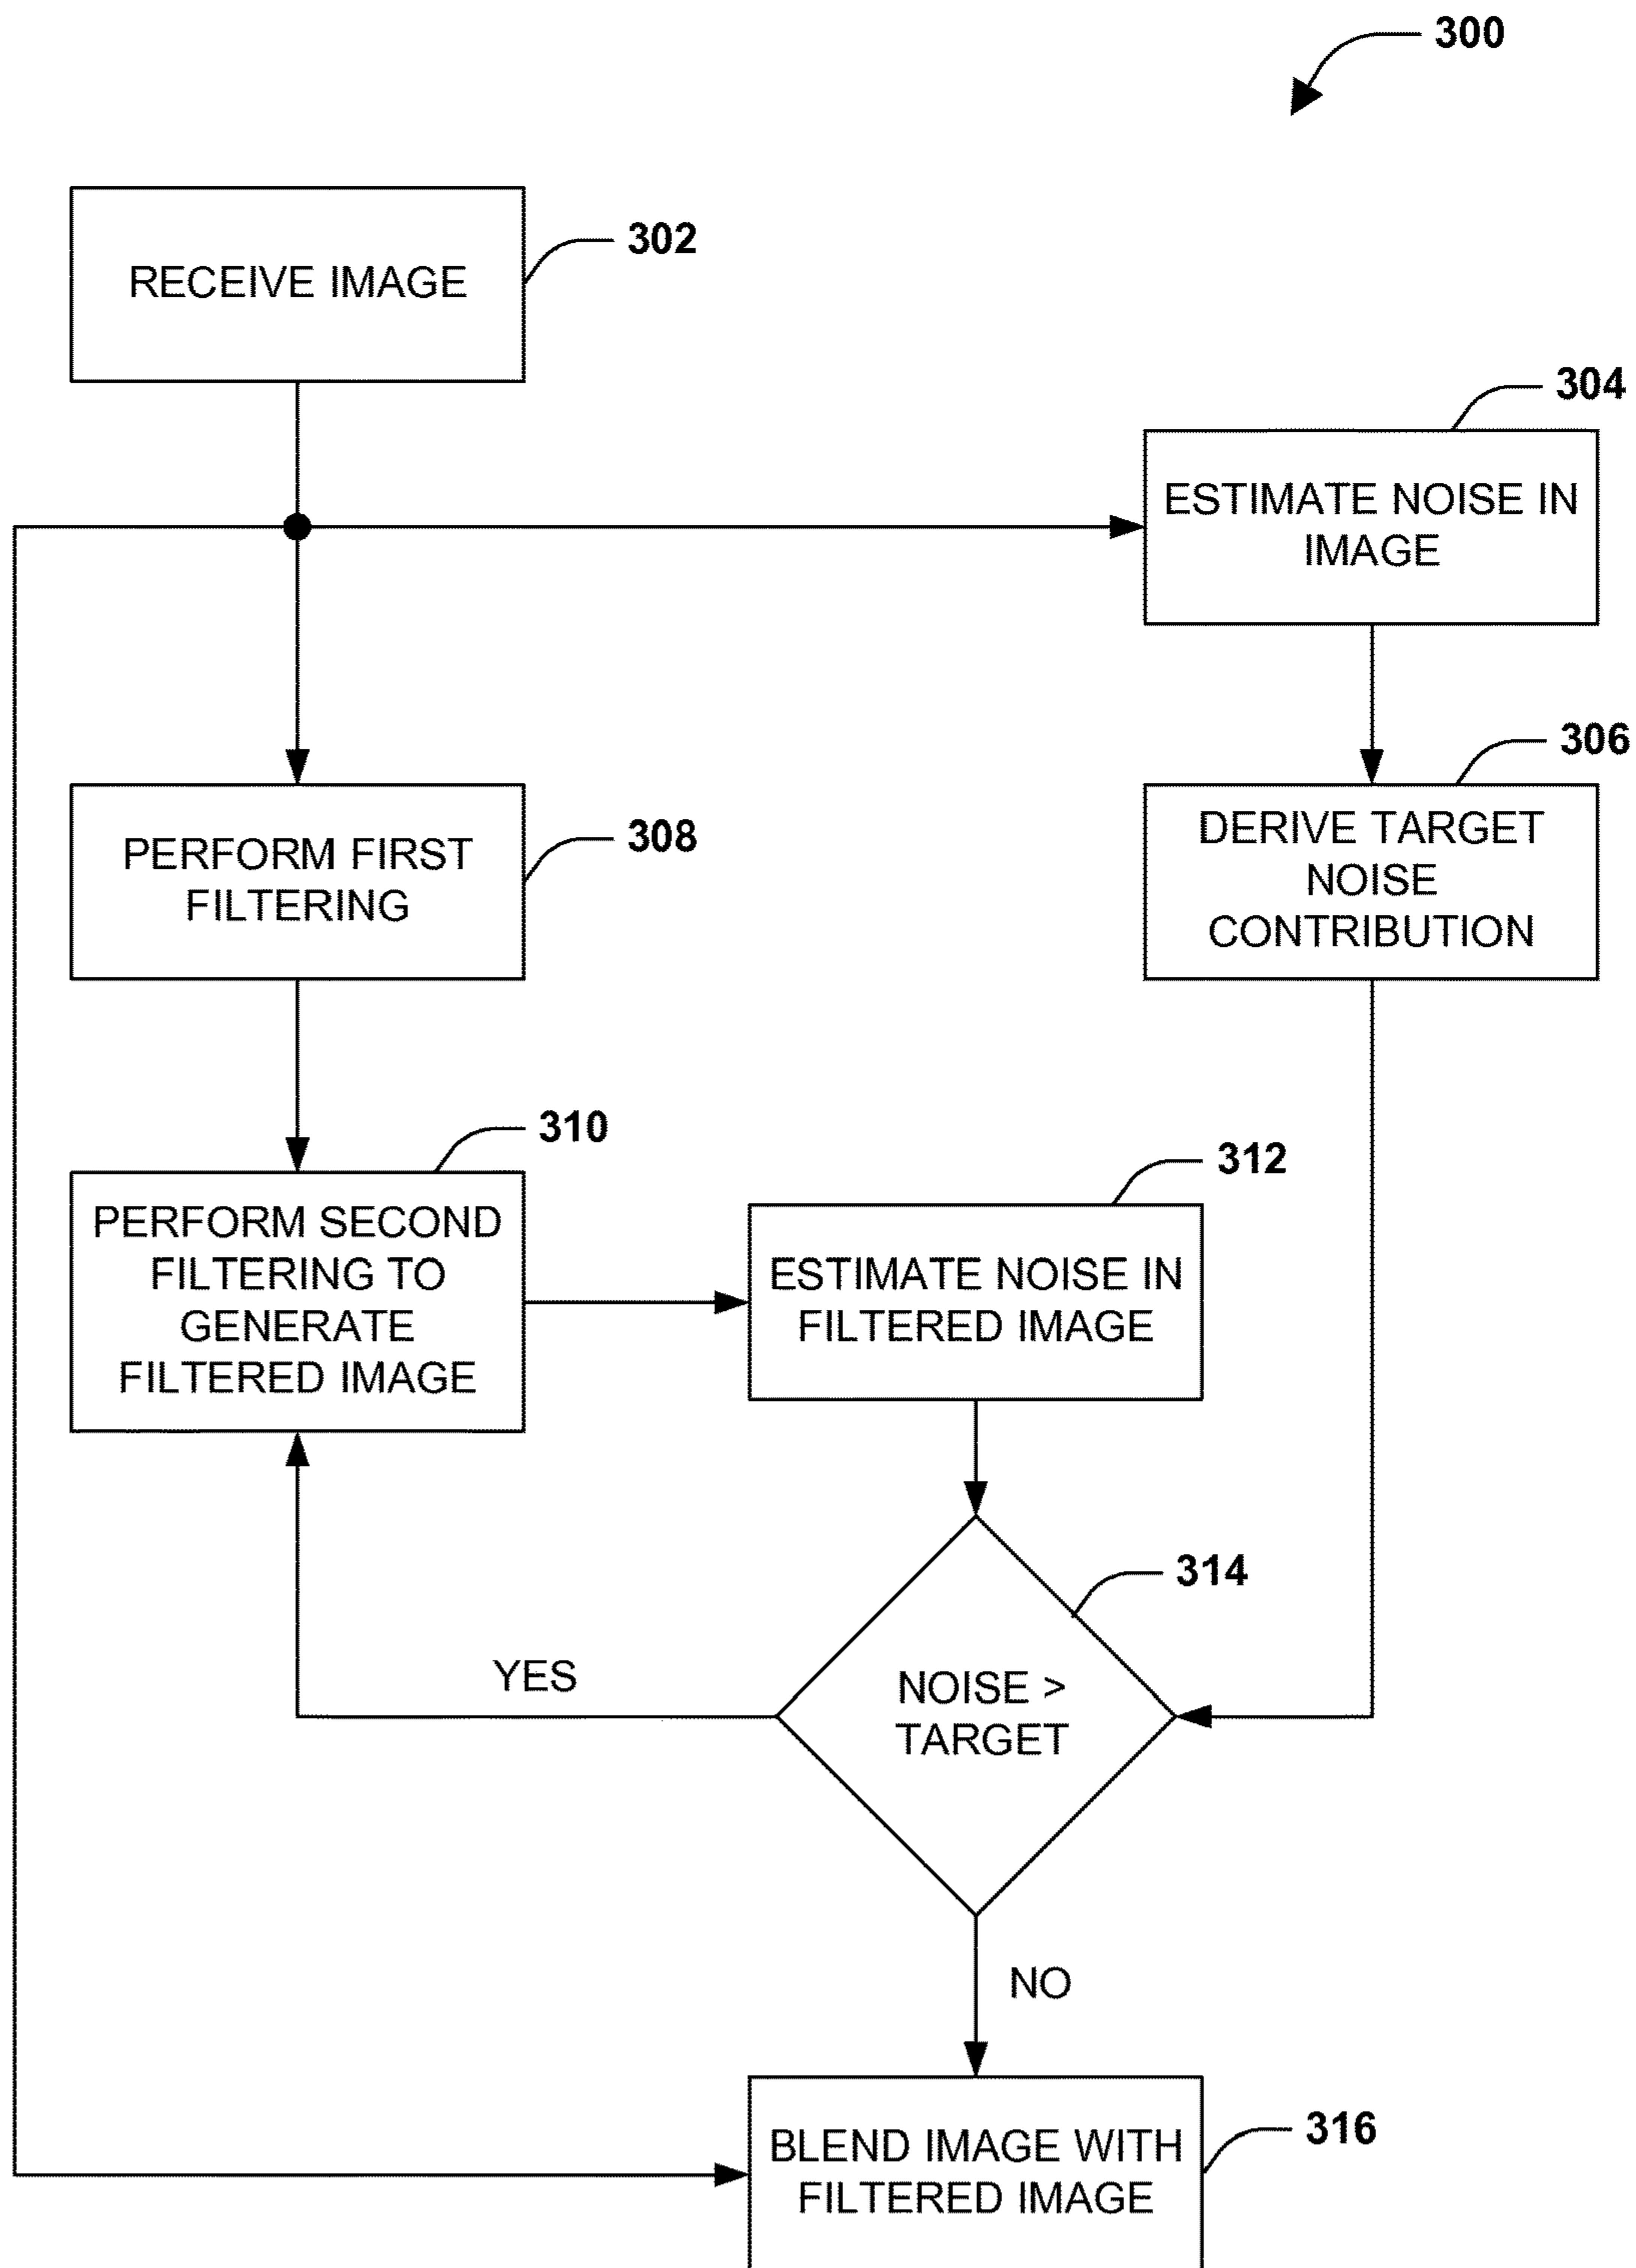 300
RECEIVE IMAGE
302
304
ESTIMATE NOISE IN
IMAGE
306
DERIVE TARGET
NOISE
CONTRIBUTION
308
PERFORM FIRST
FILTERING
310
PERFORM SECOND
FILTERING TO
GENERATE
FILTERED IMAGE
312
ESTIMATE NOISE IN
FILTERED IMAGE
314
NOISE >
TARGET
YES
NO
316
BLEND IMAGE WITH
FILTERED IMAGE